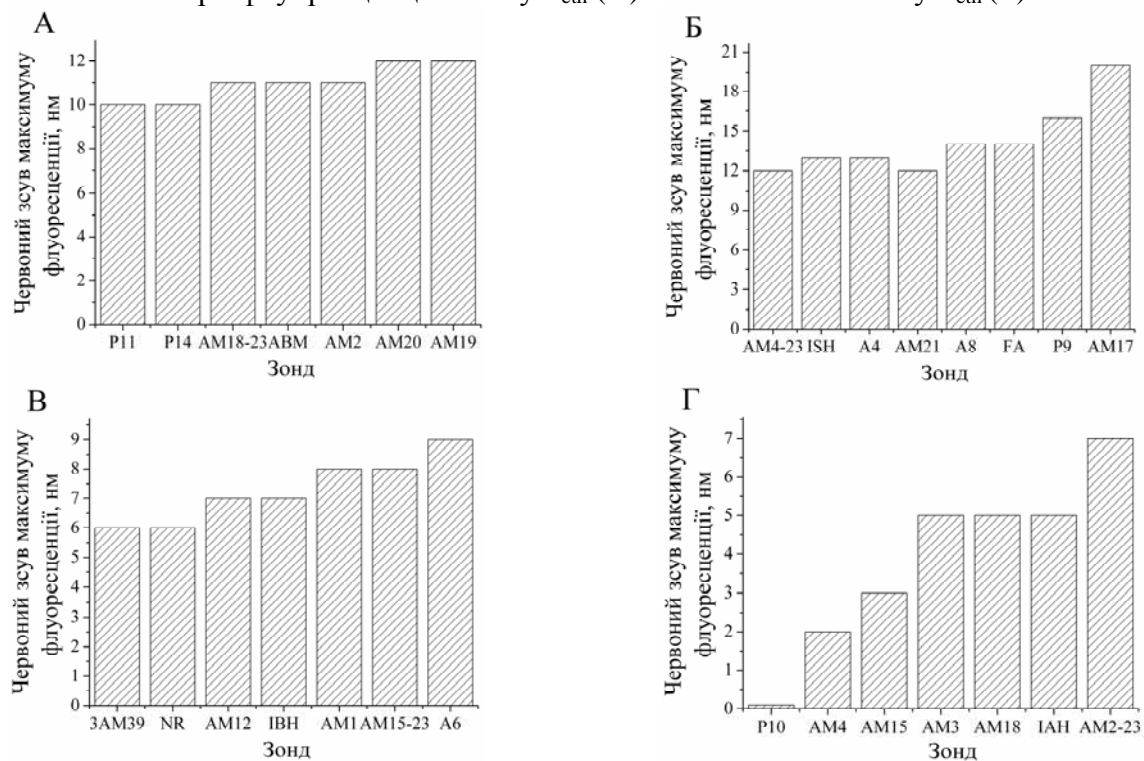 А
Червоний зсув максимуму
флуоресценції, нм
12
10
8
6
4
2
0
P11 P14 AM18-23 ABM AM2 AM20 AM19
Зонд
Б
Червоний зсув максимуму
флуоресценції, нм
21
18
15
12
9
6
3
0
AM4-23 ISH A4 AM21 A8 FA P9 AM17
Зонд
В
Червоний зсув максимуму
флуоресценції, нм
9
8
7
6
5
4
3
2
1
0
3AM39 NR AM12 IBH AM1 AM15-23 A6
Зонд
Г
Червоний зсув максимуму
флуоресценції, нм
7
6
5
4
3
2
1
0
P10 AM4 AM15 AM3 AM18 IAH AM2-23
Зонд